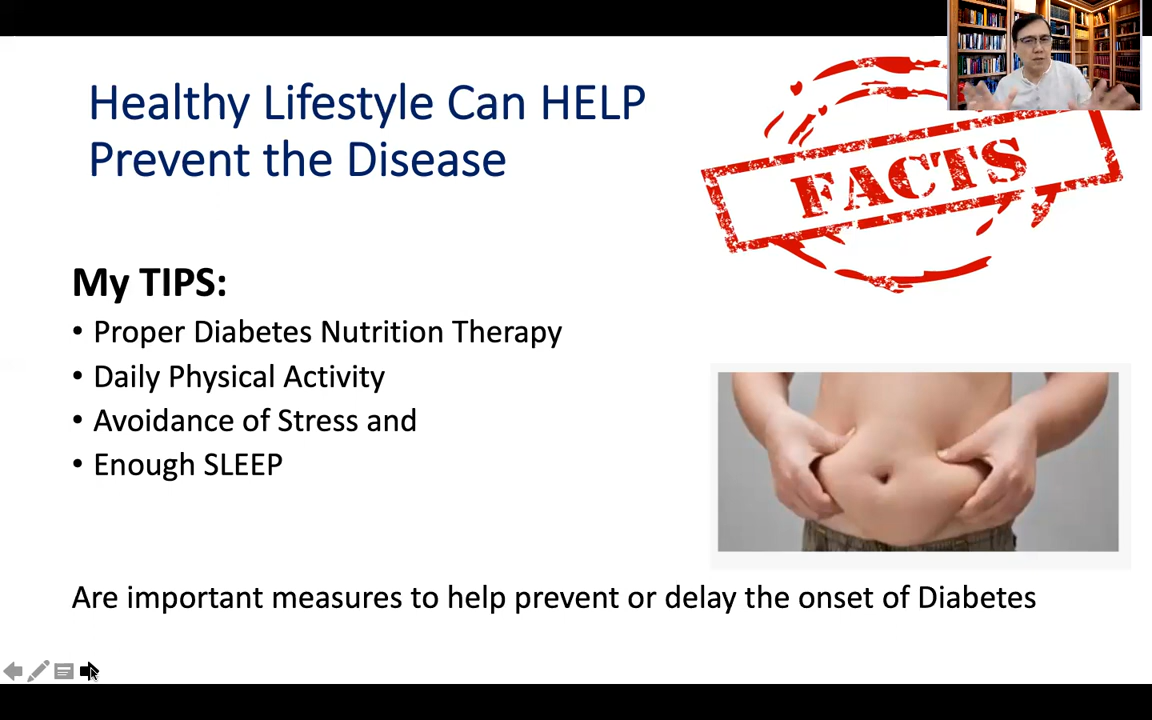 Healthy Lifestyle Can HELP
Prevent the Disease
FACTS
My TIPS:
• Proper Diabetes Nutrition Therapy
• Daily Physical Activity
• Avoidance of Stress and
• Enough SLEEP
Are important measures to help prevent or delay the onset of Diabetes